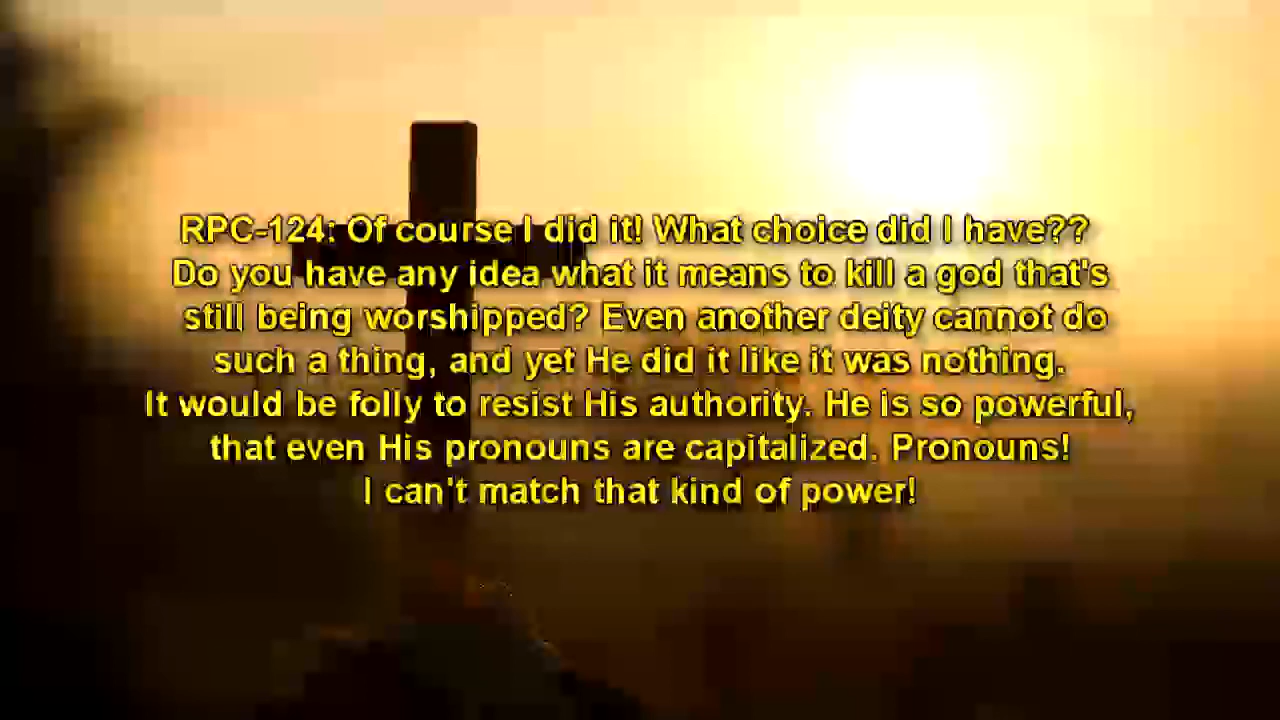 RPC-124: Of course I did it! What choice did I have??
Do you have any idea what it means to kill a god that's
still being worshipped? Even another deity cannot do
such a thing, and yet He did it like it was nothing.
It would be folly to resist His authority. He is so powerful,
that even His pronouns are capitalized. Pronouns!
I can't match that kind of power!